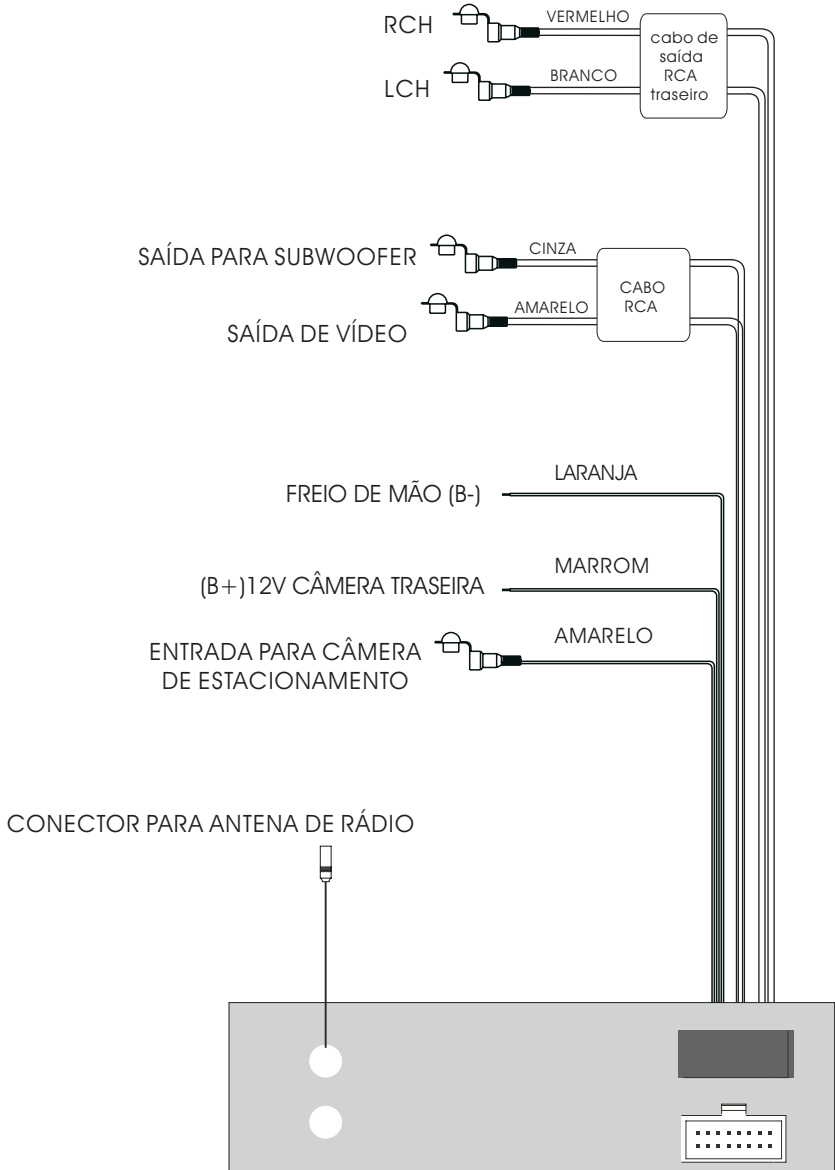 RCH
VERMELHO
cabo de
saída
RCA
traseiro
LCH
BRANCO
SAÍDA PARA SUBWOOFER
CINZA
CABO
RCA
SAÍDA DE VÍDEO
AMARELO
FREIO DE MÃO (B-)
LARANJA
(B+)12V CÂMERA TRASEIRA
MARROM
ENTRADA PARA CÂMERA
DE ESTACIONAMENTO
AMARELO
CONECTOR PARA ANTENA DE RÁDIO